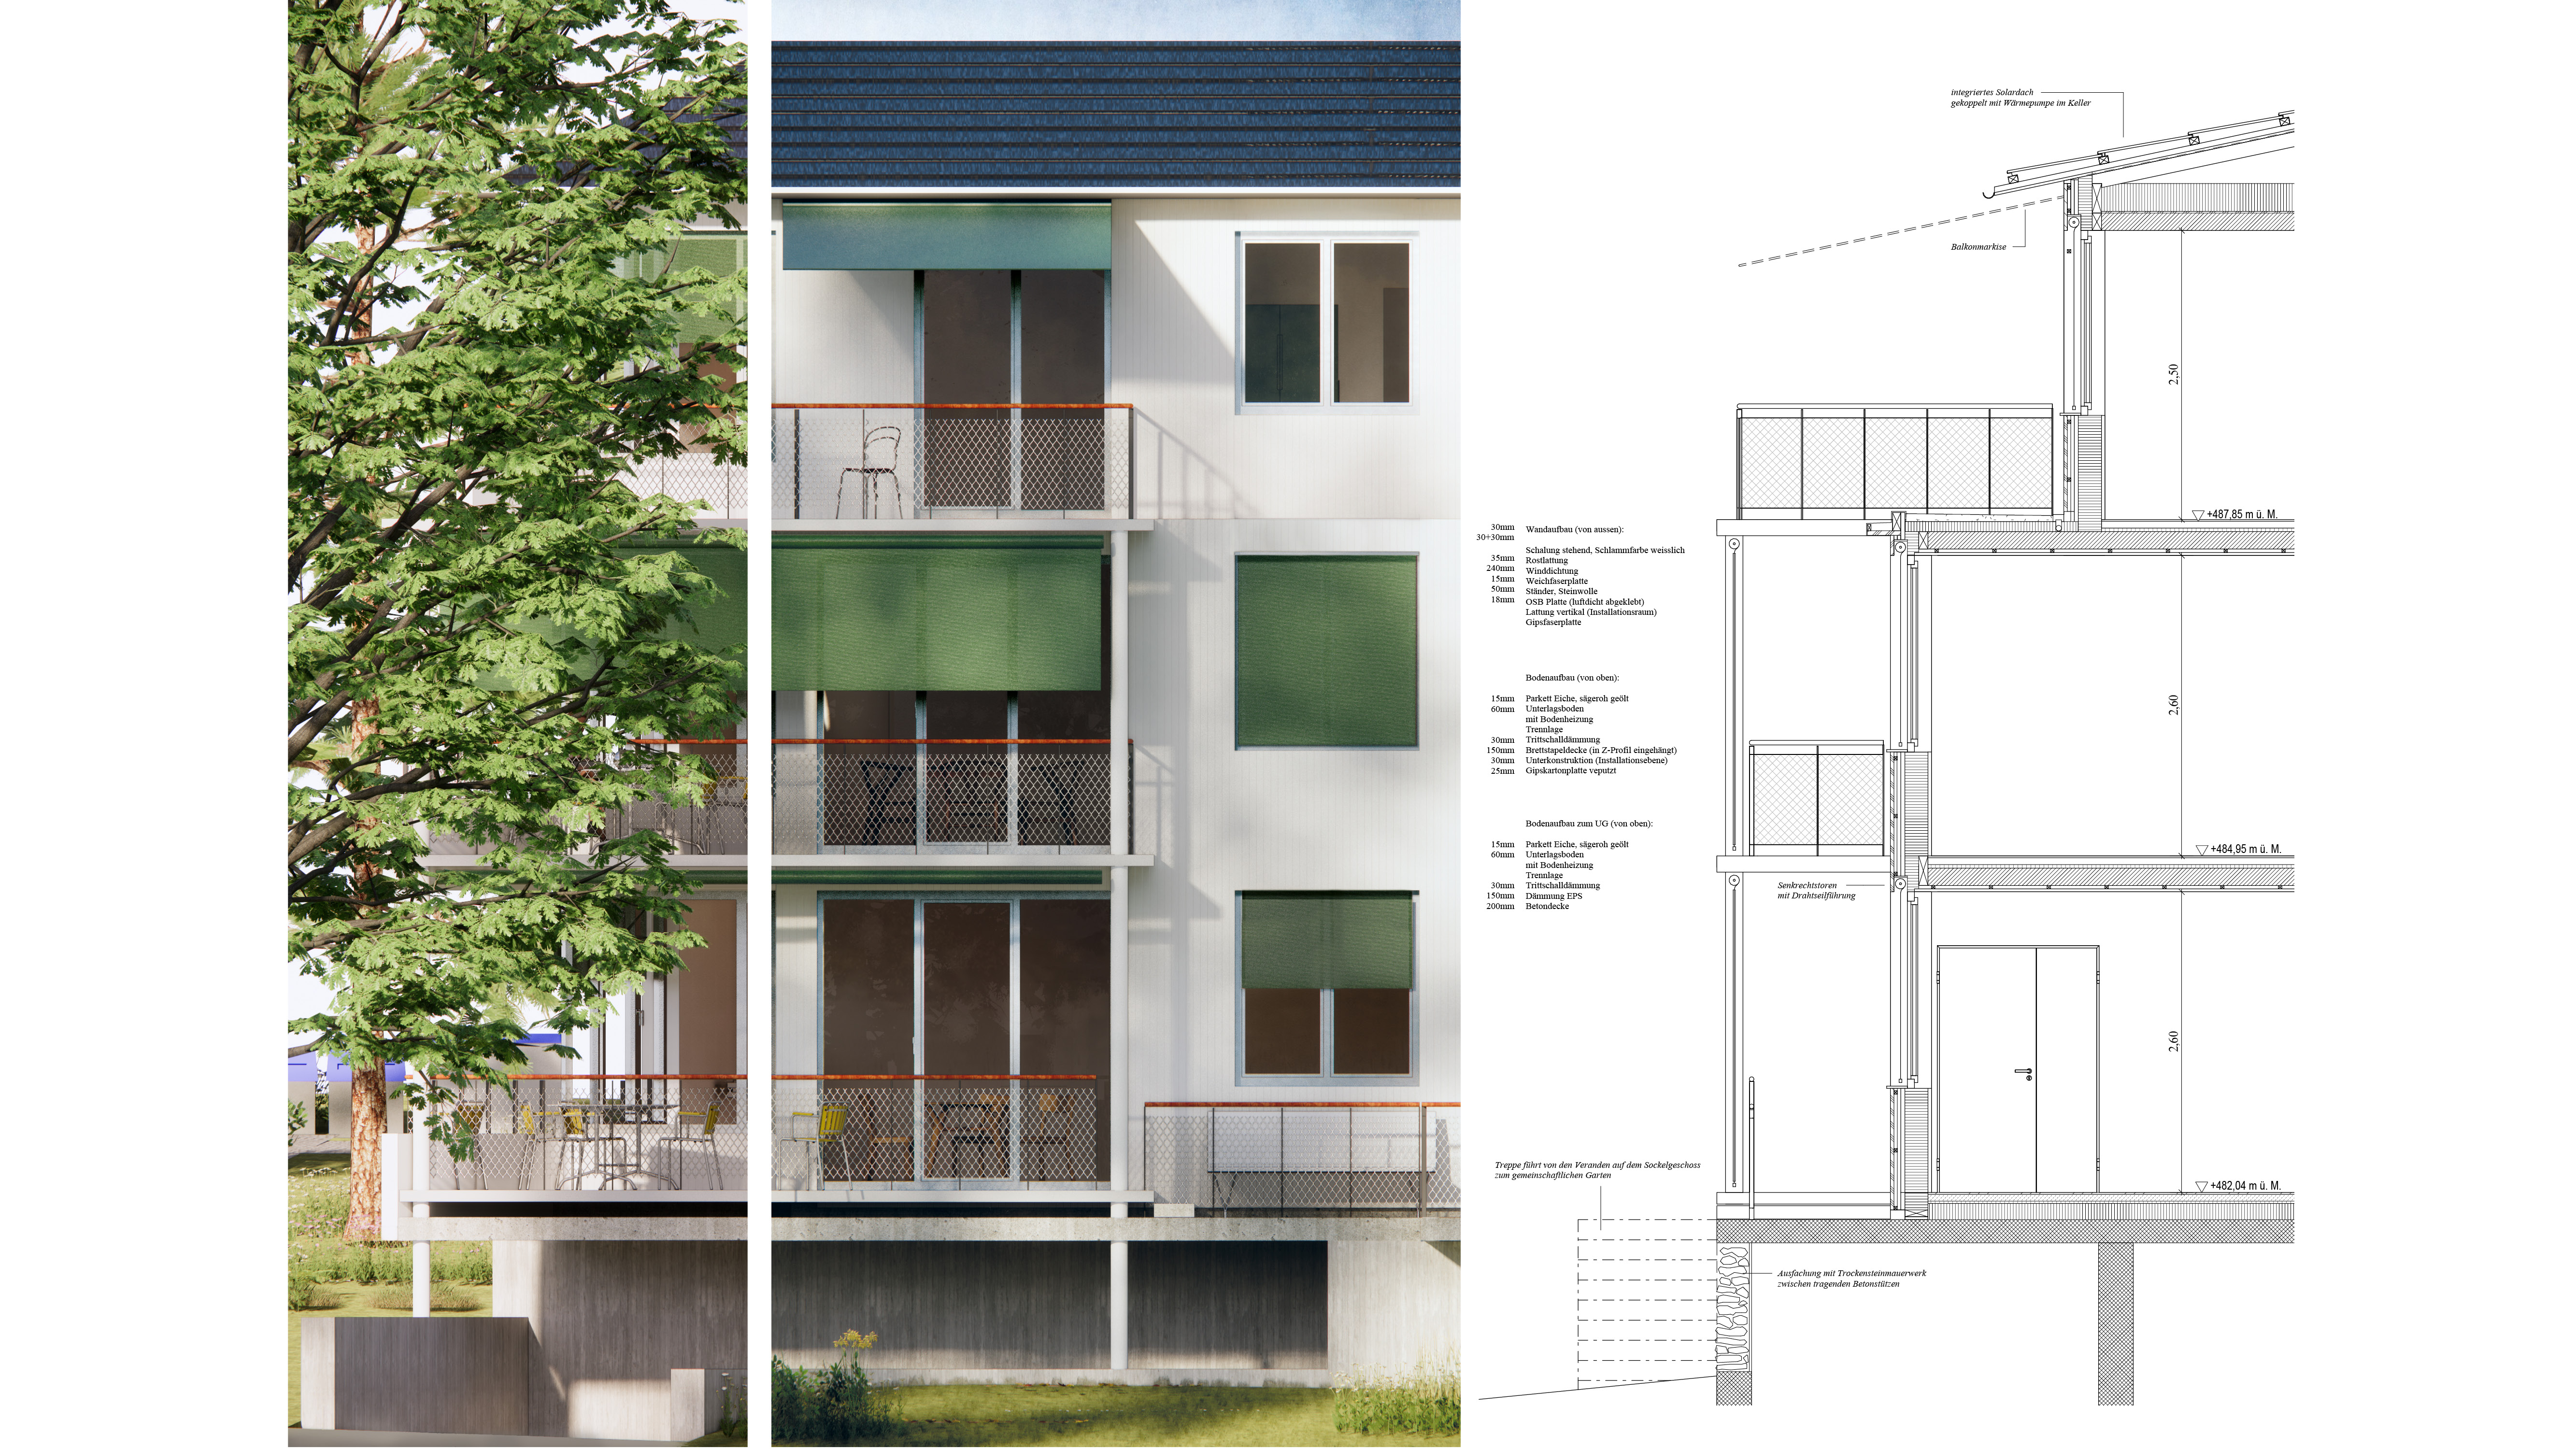 integriertes Solardach
gekoppelt mit Wärmepumpe im Keller
Balkonmarkise
2,50
+487,85 m ü. M.
30mm
30+30mm
35mm
240mm
15mm
50mm
18mm
Wandaufbau (von aussen):
Schalung stehend, Schlammfarbe weisslich
Rostlattung
Winddichtung
Weichfaserplatte
Ständer, Steinwolle
OSB Platte (luftdicht abgeklebt)
Lattung vertikal (Installationsraum)
Gipsfaserplatte
2,60
Bodenaufbau (von oben):
15mm Parkett Eiche, sägeroh geölt
60mm Unterlagsboden
mit Bodenheizung
Trennlage
30mm Trittschalldämmung
150mm Brettstapeldecke (in Z-Profil eingehängt)
30mm Unterkonstruktion (Installationsebene)
25mm Gipskartonplatte veputzt
Bodenaufbau zum UG (von oben):
15mm Parkett Eiche, sägeroh geölt
60mm Unterlagsboden
mit Bodenheizung
Trennlage
30mm Trittschalldämmung
150mm Dämmung EPS
200mm Betondecke
+484,95 m ü. M.
Senkrechtstoren
mit Drahtseilführung
2,60
Treppe führt von den Veranden auf dem Sockelgeschoss
zum gemeinschaftlichen Garten
+482,04 m ü. M.
Ausfachung mit Trockensteinmauerwerk
zwischen tragenden Betonstützen